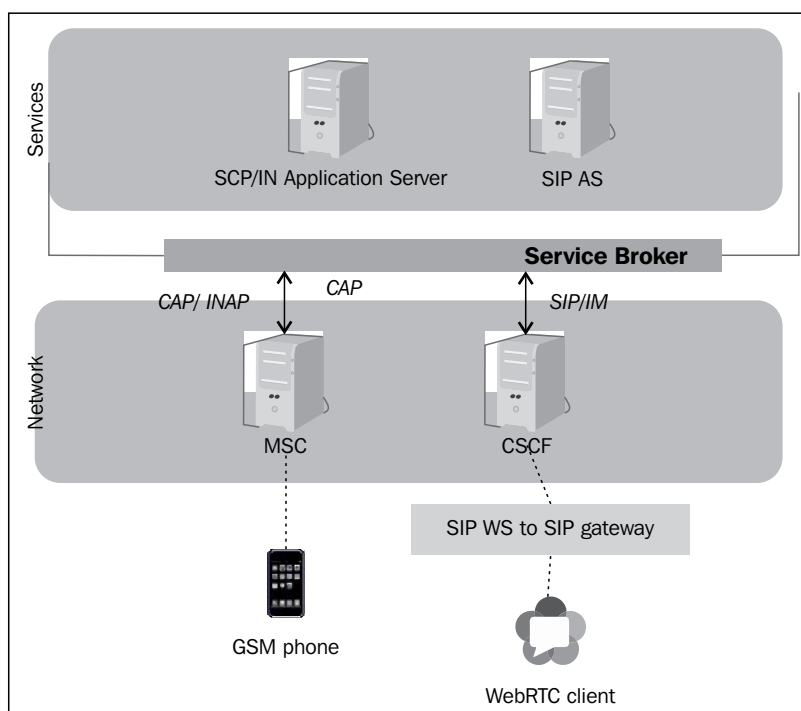 Services
SCP/IN Application Server
SIP AS
Service Broker
CAP/ INAP
CAP
SIP/IM
Network
MSC
CSCF
SIP WS to SIP gateway
GSM phone
WebRTC client